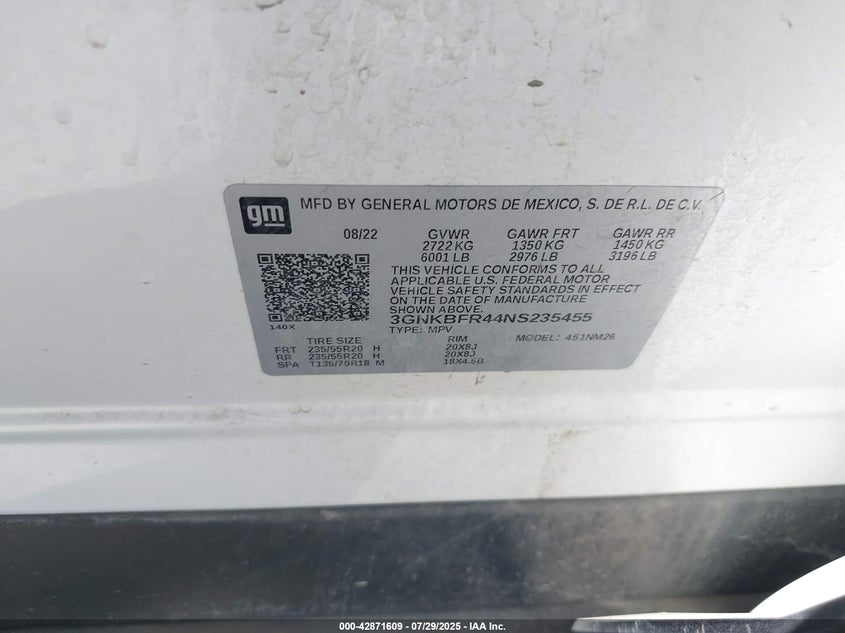 gm
MFD BY GENERAL MOTORS DE MEXICO, S. DE R.L. DE C.V.
08/22 GVWR GAWR FRT GAWR RR
2722 KG 1350 KG 1450 KG
6001 LB 2976 LB 3196 LB
THIS VEHICLE CONFORMS TO ALL
APPLICABLE U.S. FEDERAL MOTOR
VEHICLE SAFETY STANDARDS IN EFFECT
ON THE DATE OF MANUFACTURE
SHOWN ABOVE.
3GNKBFR44NS235455
140X
TYPE: MPV MODEL: 451NM26
TIRE SIZE RIM
FRT 235/55R20 H 20X8J
RR 235/55R20 H 20X8J
SPA T135/70R18 M 18X4.5B
000-42871609 - 07/29/2025 - IAA Inc.